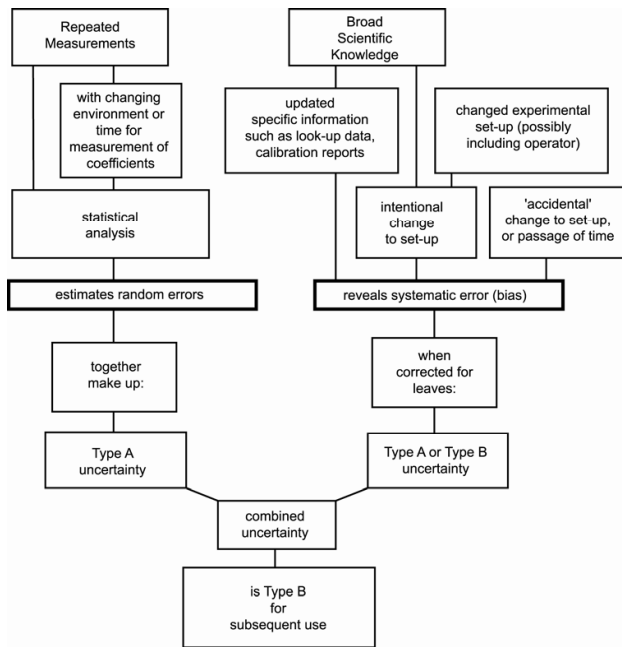 Repeated
Measurements
Broad
Scientific
Knowledge
with changing
environment or
time for
measurement of
coefficients
updated
specific information
such as look-up data,
calibration reports
changed experimental
set-up (possibly
including operator)
statistical
analysis
intentional
change
to set-up
'accidental'
change to set-up,
or passage of time
estimates random errors
reveals systematic error (bias)
together
make up:
when
corrected for
leaves:
Type A
uncertainty
Type A or Type B
uncertainty
combined
uncertainty
is Type B
for
subsequent use